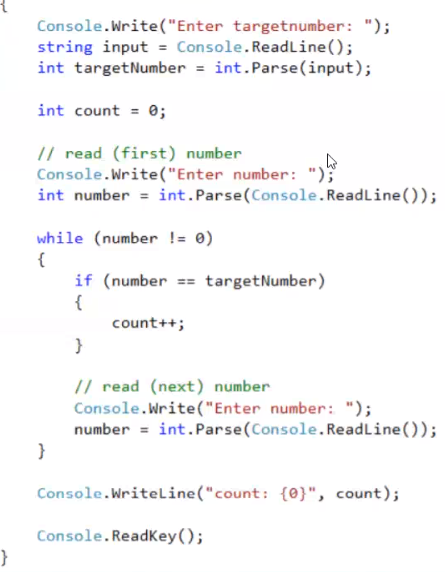 {
    Console.Write("Enter targetnumber: ");
    string input = Console.ReadLine();
    int targetNumber = int.Parse(input);

    int count = 0;

    // read (first) number
    Console.Write("Enter number: ");
    int number = int.Parse(Console.ReadLine());

    while (number != 0)
    {
        if (number == targetNumber)
        {
            count++;
        }

        // read (next) number
        Console.Write("Enter number: ");
        number = int.Parse(Console.ReadLine());
    }

    Console.WriteLine("count: {0}", count);

    Console.ReadKey();
}